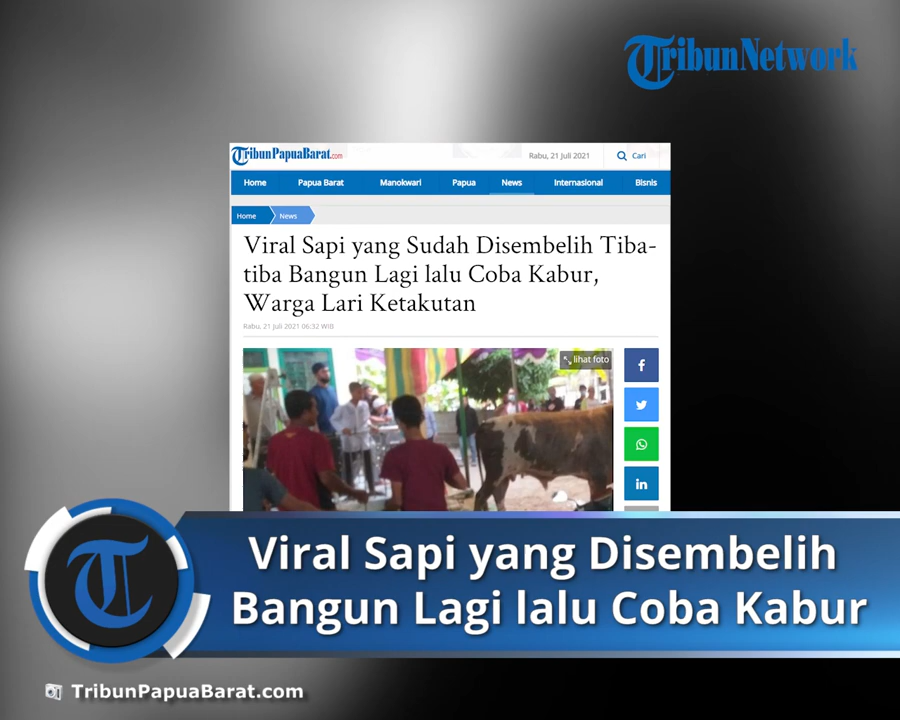 TribunNetwork
TribunPapuaBarat.com
Rabu, 21 Juli 2021
Cari
Home Papua Barat Manokwari Papua News Internasional Bisnis
Home News
Viral Sapi yang Sudah Disembelih Tiba-
tiba Bangun Lagi lalu Coba Kabur,
Warga Lari Ketakutan
Rabu, 21 Juli 2021 06:32 WIB
lihat foto
Viral Sapi yang Disembelih
Bangun Lagi lalu Coba Kabur
TribunPapuaBarat.com